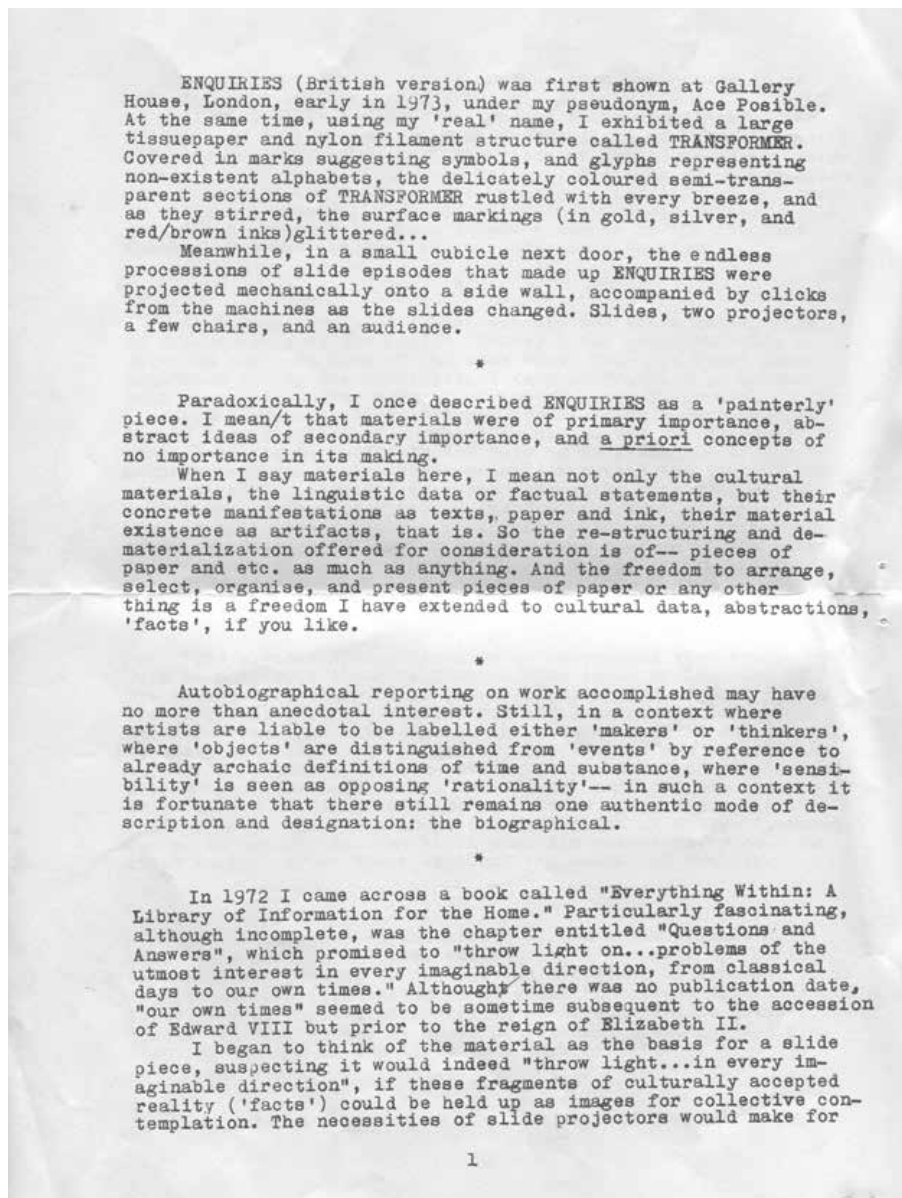 ENQUIRIES (British version) was first shown at Gallery
House, London, early in 1973, under my pseudonym, Ace Posible.
At the same time, using my 'real' name, I exhibited a large
tissuepaper and nylon filament structure called TRANSFORMER.
Covered in marks suggesting symbols, and glyphs representing
non-existent alphabets, the delicately coloured semi-trans-
parent sections of TRANSFORMER rustled with every breeze, and
as they stirred, the surface markings (in gold, silver, and
red/brown inks)glittered...
Meanwhile, in a small cubicle next door, the endless
processions of slide episodes that made up ENQUIRIES were
projected mechanically onto a side wall, accompanied by clicks
from the machines as the slides changed. Slides, two projectors,
a few chairs, and an audience.
*
Paradoxically, I once described ENQUIRIES as a 'painterly'
piece. I mean/t that materials were of primary importance, ab-
stract ideas of secondary importance, and a priori concepts of
no importance in its making.
When I say materials here, I mean not only the cultural
materials, the linguistic data or factual statements, but their
concrete manifestations as texts, paper and ink, their material
existence as artifacts, that is. So the re-structuring and de-
materialization offered for consideration is of-- pieces of
paper and etc. as much as anything. And the freedom to arrange,
select, organise, and present pieces of paper or any other
thing is a freedom I have extended to cultural data, abstractions,
'facts', if you like.
*
Autobiographical reporting on work accomplished may have
no more than anecdotal interest. Still, in a context where
artists are liable to be labelled either 'makers' or 'thinkers',
where 'objects' are distinguished from 'events' by reference to
already archaic definitions of time and substance, where 'sensi-
bility' is seen as opposing 'rationality'-- in such a context it
is fortunate that there still remains one authentic mode of de-
scription and designation: the biographical.
*
In 1972 I came across a book called "Everything Within: A
Library of Information for the Home." Particularly fascinating,
although incomplete, was the chapter entitled "Questions and
Answers", which promised to "throw light on...problems of the
utmost interest in every imaginable direction, from classical
days to our own times." Although there was no publication date,
"our own times" seemed to be sometime subsequent to the accession
of Edward VIII but prior to the reign of Elizabeth II.
I began to think of the material as the basis for a slide
piece, suspecting it would indeed "throw light...in every im-
aginable direction", if these fragments of culturally accepted
reality ('facts') could be held up as images for collective con-
templation. The necessities of slide projectors would make for
1